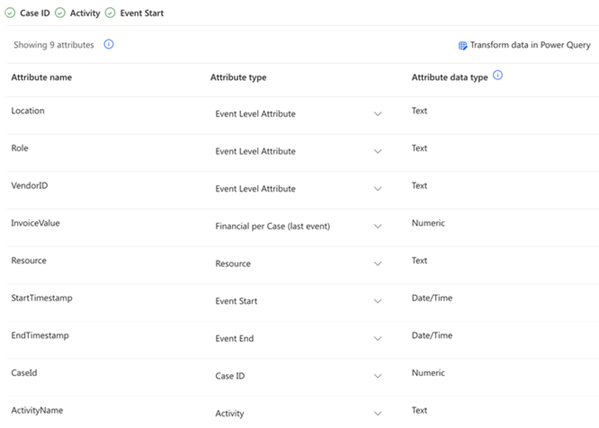 Case ID Activity Event Start
Showing 9 attributes Transform data in Power Query
Attribute name Attribute type Attribute data type
Location Event Level Attribute Text
Role Event Level Attribute Text
VendorID Event Level Attribute Text
InvoiceValue Financial per Case (last event) Numeric
Resource Resource Text
StartTimestamp Event Start Date/Time
EndTimestamp Event End Date/Time
CaseId Case ID Numeric
ActivityName Activity Text